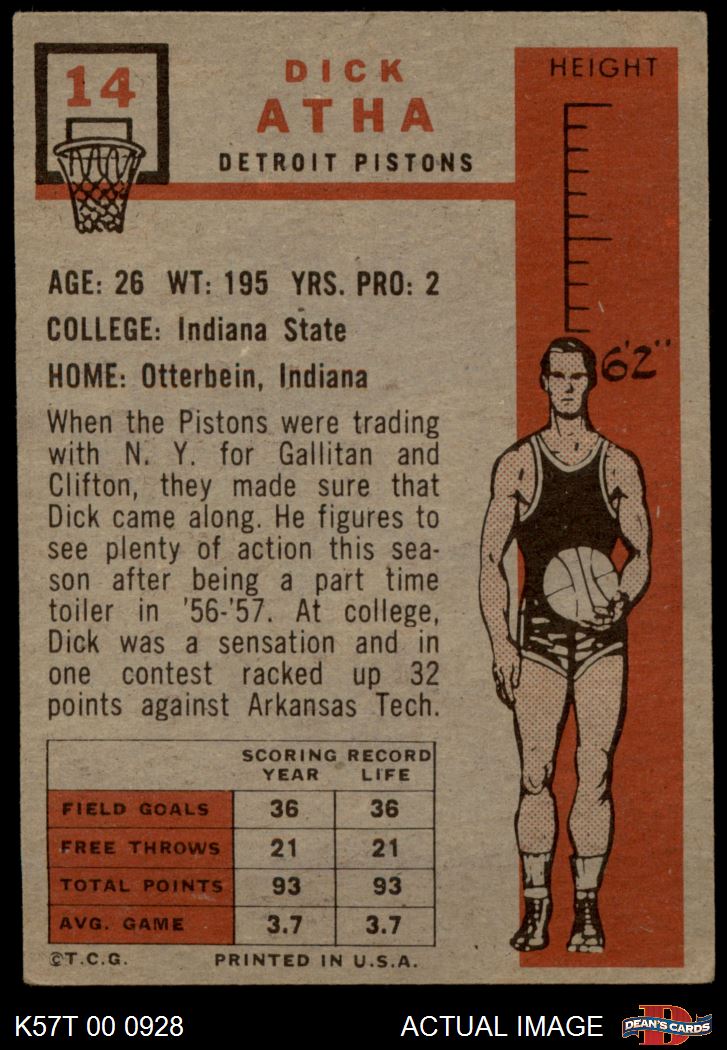 14
DICK
ATHA
DETROIT PISTONS
HEIGHT
6'2"
AGE: 26 WT: 195 YRS. PRO: 2
COLLEGE: Indiana State
HOME: Otterbein, Indiana
When the Pistons were trading
with N. Y. for Gallitan and
Clifton, they made sure that
Dick came along. He figures to
see plenty of action this sea-
son after being a part time
toiler in '56-'57. At college,
Dick was a sensation and in
one contest racked up 32
points against Arkansas Tech.
SCORING RECORD
YEAR LIFE
FIELD GOALS 36 36
FREE THROWS 21 21
TOTAL POINTS 93 93
AVG. GAME 3.7 3.7
©T.C.G. PRINTED IN U.S.A.
K57T 00 0928 ACTUAL IMAGE D DEAN'S CARDS